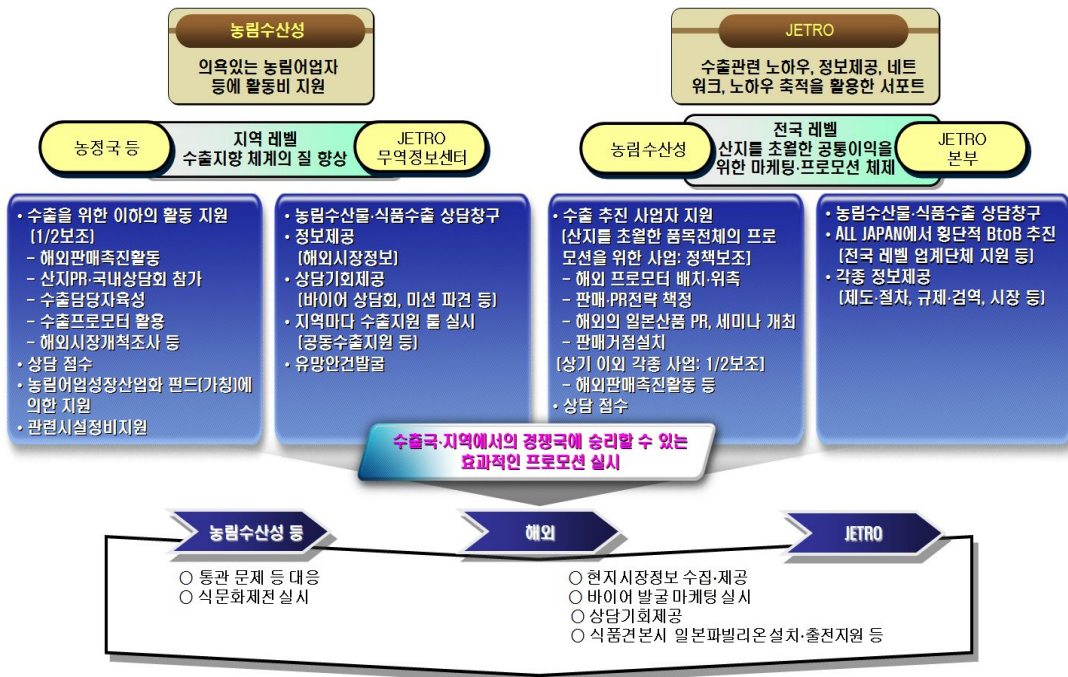 농림수산성
의욕있는 농림어업자
등에 활동비 지원
JETRO
수출관련 노하우, 정보제공, 네트
워크, 노하우 축적을 활용한 서포트
농정국 등
지역 레벨
수출지향 체계의 질 향상
JETRO
무역정보센터
농림수산성
전국 레벨
산지를 초월한 공통이익을
위한 마케팅·프로모션 체제
JETRO
본부
• 수출을 위한 이하의 활동 지원
(1/2보조)
– 해외판매촉진활동
– 산지PR·국내상담회 참가
– 수출담당자육성
– 수출프로모터 활용
– 해외시장개척조사 등
• 상담 접수
• 농림어업성장산업화 펀드(가칭)에
의한 지원
• 관련시설정비지원
• 농림수산물·식품수출 상담창구
• 정보제공
(해외시장정보)
• 상담기회제공
(바이어 상담회, 미션 파견 등)
• 지역마다 수출지원 툴 실시
(공동수출지원 등)
• 유망안건발굴
• 수출 추진 사업자 지원
(산지를 초월한 품목전체의 프로
모션을 위한 사업: 정책보조)
– 해외 프로모터 배치·위촉
– 판매·PR전략 책정
– 해외의 일본산품 PR, 세미나 개최
– 판매거점설치
(상기 이외 각종 사업: 1/2보조)
– 해외판매촉진활동 등
• 상담 접수
• 농림수산물·식품수출 상담창구
• ALL JAPAN에서 횡단적 BtoB 추진
(전국 레벨 업계단체 지원 등)
• 각종 정보제공
(제도·절차, 규제·검역, 시장 등)
수출국·지역에서의 경쟁국에 승리할 수 있는
효과적인 프로모션 실시
농림수산성 등
해외
JETRO
○ 통관 문제 등 대응
○ 식문화제전 실시
○ 현지시장정보 수집·제공
○ 바이어 발굴 마케팅 실시
○ 상담기회제공
○ 식품견본시 일본파빌리온설치·출전지원 등